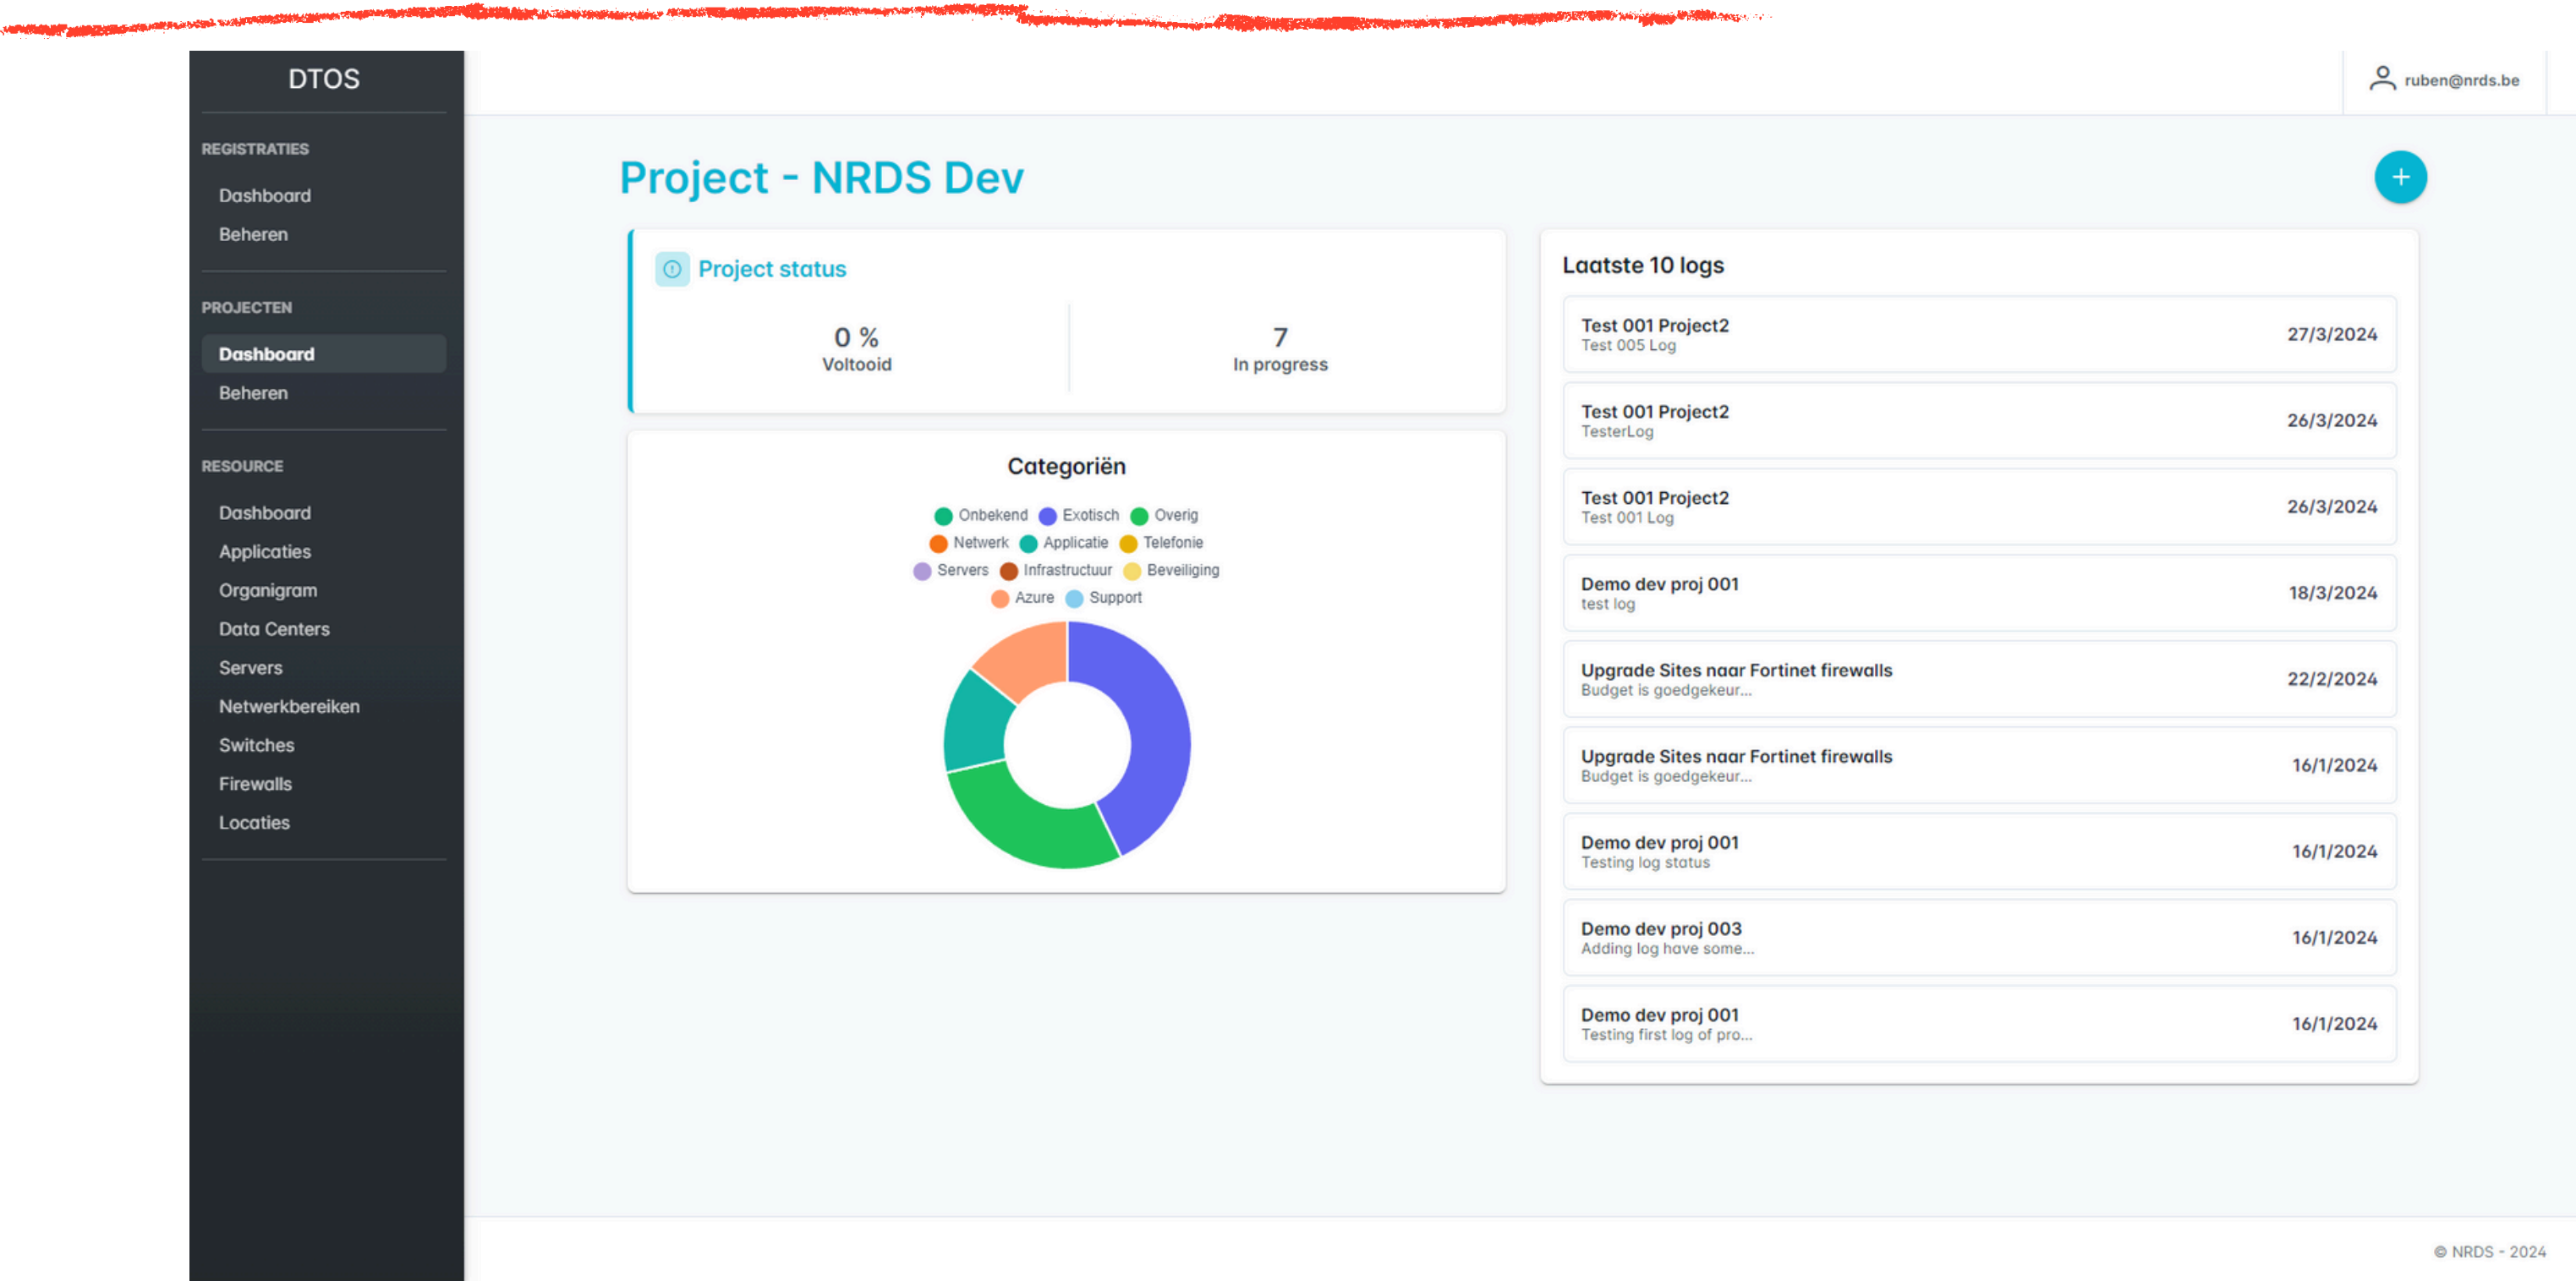 DTOS
ruben@nrds.be
REGISTRATIES
Dashboard
Beheren
PROJECTEN
Dashboard
Beheren
RESOURCE
Dashboard
Applicaties
Organigram
Data Centers
Servers
Netwerkbereiken
Switches
Firewalls
Locaties
Project - NRDS Dev
+
Project status
0 %
Voltooid
7
In progress
Categoriën
Onbekend Exotisch Overig
Netwerk Applicatie Telefonie
Servers Infrastructuur Beveiliging
Azure Support
Laatste 10 logs
Test 001 Project2
Test 005 Log
27/3/2024
Test 001 Project2
TesterLog
26/3/2024
Test 001 Project2
Test 001 Log
26/3/2024
Demo dev proj 001
test log
18/3/2024
Upgrade Sites naar Fortinet firewalls
Budget is goedgekeur...
22/2/2024
Upgrade Sites naar Fortinet firewalls
Budget is goedgekeur...
16/1/2024
Demo dev proj 001
Testing log status
16/1/2024
Demo dev proj 003
Adding log have some...
16/1/2024
Demo dev proj 001
Testing first log of pro...
16/1/2024
© NRDS - 2024